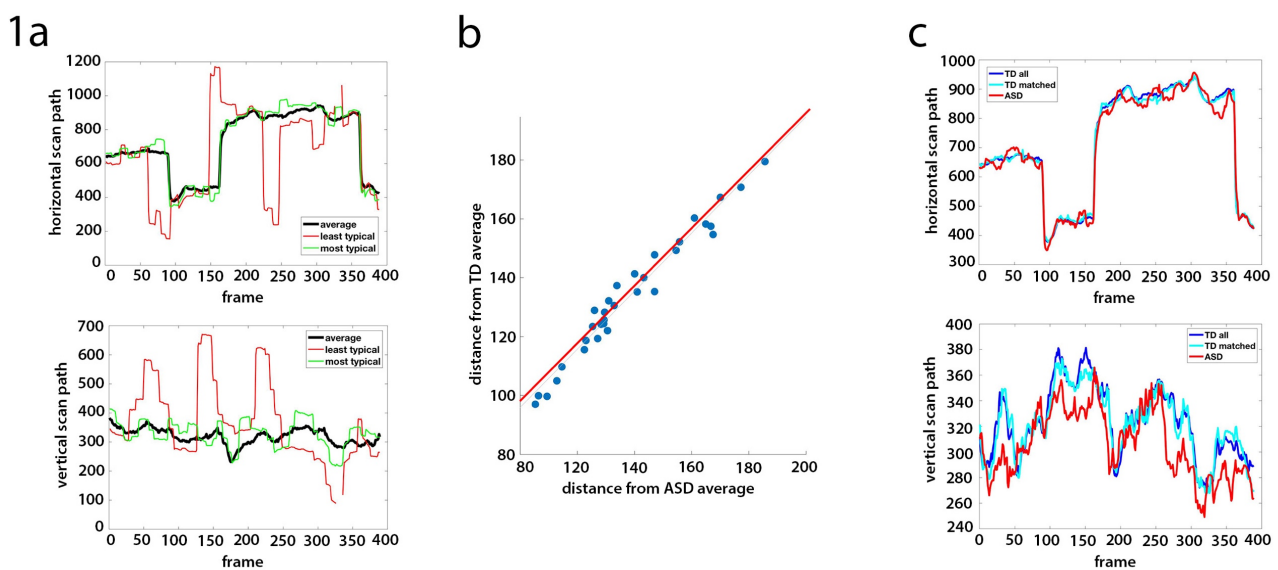 1a
b
c
horizontal scan path
1200
1000
800
600
400
200
0
average
least typical
most typical
0 50 100 150 200 250 300 350 400
frame
vertical scan path
700
600
500
400
300
200
100
0
average
least typical
most typical
0 50 100 150 200 250 300 350 400
frame
distance from TD average
180
160
140
120
100
80
80 100 120 140 160 180 200
distance from ASD average
horizontal scan path
1000
900
800
700
600
500
400
300
TD all
TD matched
ASD
0 50 100 150 200 250 300 350 400
frame
vertical scan path
400
380
360
340
320
300
280
260
240
TD all
TD matched
ASD
0 50 100 150 200 250 300 350 400
frame